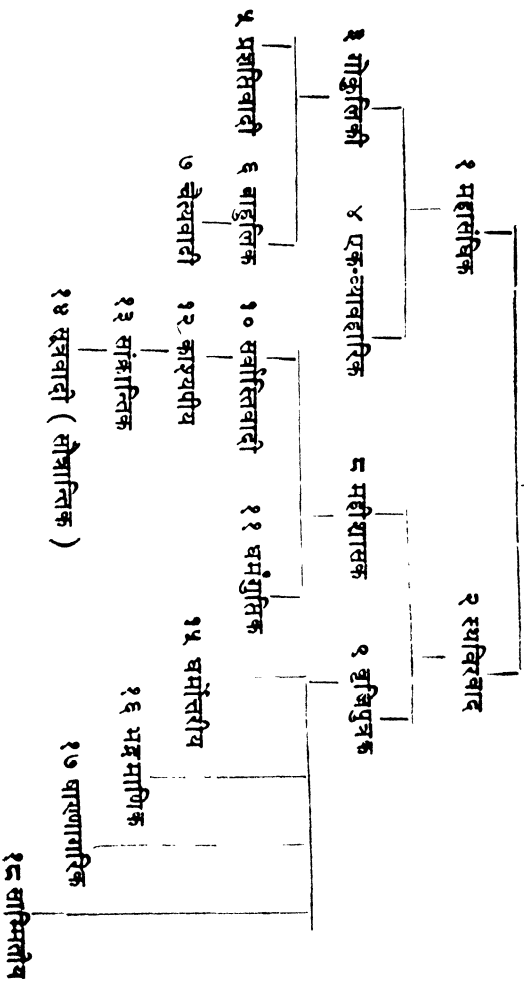 १ महासंघिक
२ स्थविरवाद
३ गोकुलिकी
४ एक-व्यावहारिक
८ महीशासक
९ वृजिपुत्रक
५ प्रज्ञप्तिवादी
६ बाहुलिक
१० सर्वास्तिवादी
११ धर्मगुप्तिक
७ चैत्यवादी
१२ काश्यपीय
१५ धर्मोत्तरीय
१३ सांक्रान्तिक
१६ भद्रयाणिक
१४ सूत्रवादी ( सौत्रान्तिक )
१७ षाण्णागरिक
१८ साम्मितीय